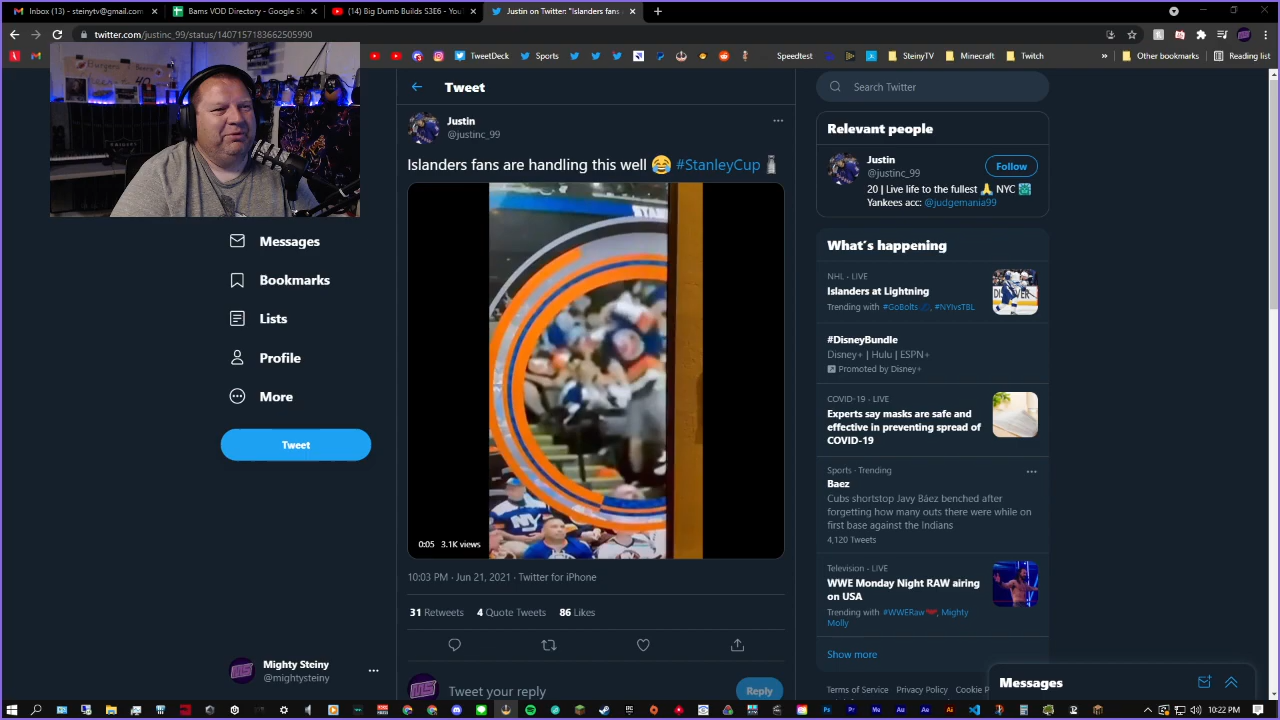 Inbox (13) - steinytv@gmail.com
Bams VOD Directory - Google Sh
(14) Big Dumb Builds S3E6 - You
Justin on Twitter: "Islanders fans
twitter.com/justinc_99/status/1407157183662505990
TweetDeck
Sports
Speedtest
SteinyTV
Minecraft
Twitch
Other bookmarks
Reading list
Messages
Bookmarks
Lists
Profile
More
Tweet
Mighty Steiny
@mightysteiny
Tweet
Justin
@justinc_99
Islanders fans are handling this well 😂 #StanleyCup
NY
0:05 3.1K views
10:03 PM · Jun 21, 2021 · Twitter for iPhone
31 Retweets 4 Quote Tweets 86 Likes
Tweet your reply
Reply
Search Twitter
Relevant people
Justin
@justinc_99
Follow
20 | Live life to the fullest 🙏 NYC
Yankees acc: @judgemania99
What's happening
NHL · LIVE
Islanders at Lightning
Trending with #GoBolts, #NYIvsTBL
#DisneyBundle
Disney+ | Hulu | ESPN+
Promoted by Disney+
COVID-19 · LIVE
Experts say masks are safe and
effective in preventing spread of
COVID-19
Sports · Trending
Baez
Cubs shortstop Javy Báez benched after
forgetting how many outs there were while on
first base against the Indians
4,120 Tweets
Television · LIVE
WWE Monday Night RAW airing
on USA
Trending with #WWERaw, Mighty
Molly
Show more
Terms of Service Privacy Policy Cookie P
Messages
10:22 PM